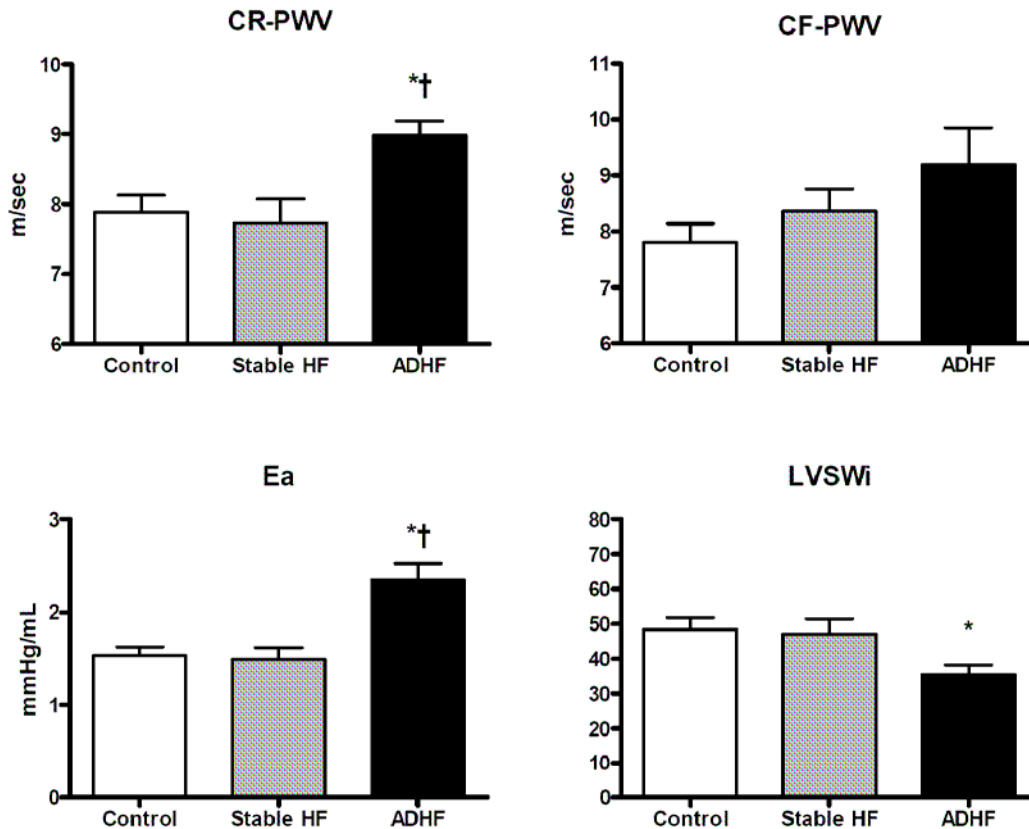 CR-PWV
10
9
8
7
6
m/sec
*†
Control Stable HF ADHF
CF-PWV
11
10
9
8
7
6
m/sec
Control Stable HF ADHF
Ea
3
2
1
0
mmHg/mL
*†
Control Stable HF ADHF
LVSWi
80
70
60
50
40
30
20
10
0
*
Control Stable HF ADHF